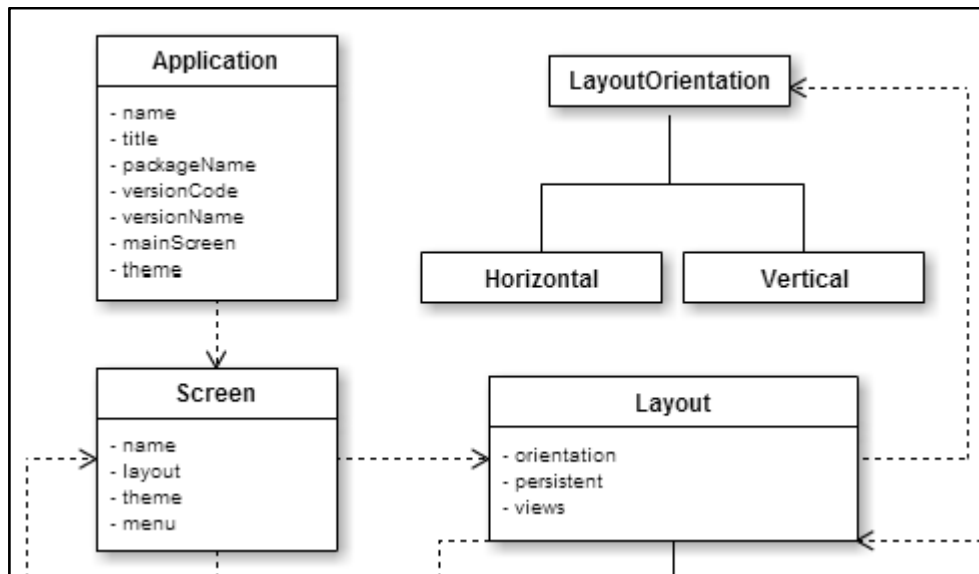 Application
- name
- title
- packageName
- versionCode
- versionName
- mainScreen
- theme
LayoutOrientation
Horizontal
Vertical
Screen
- name
- layout
- theme
- menu
Layout
- orientation
- persistent
- views